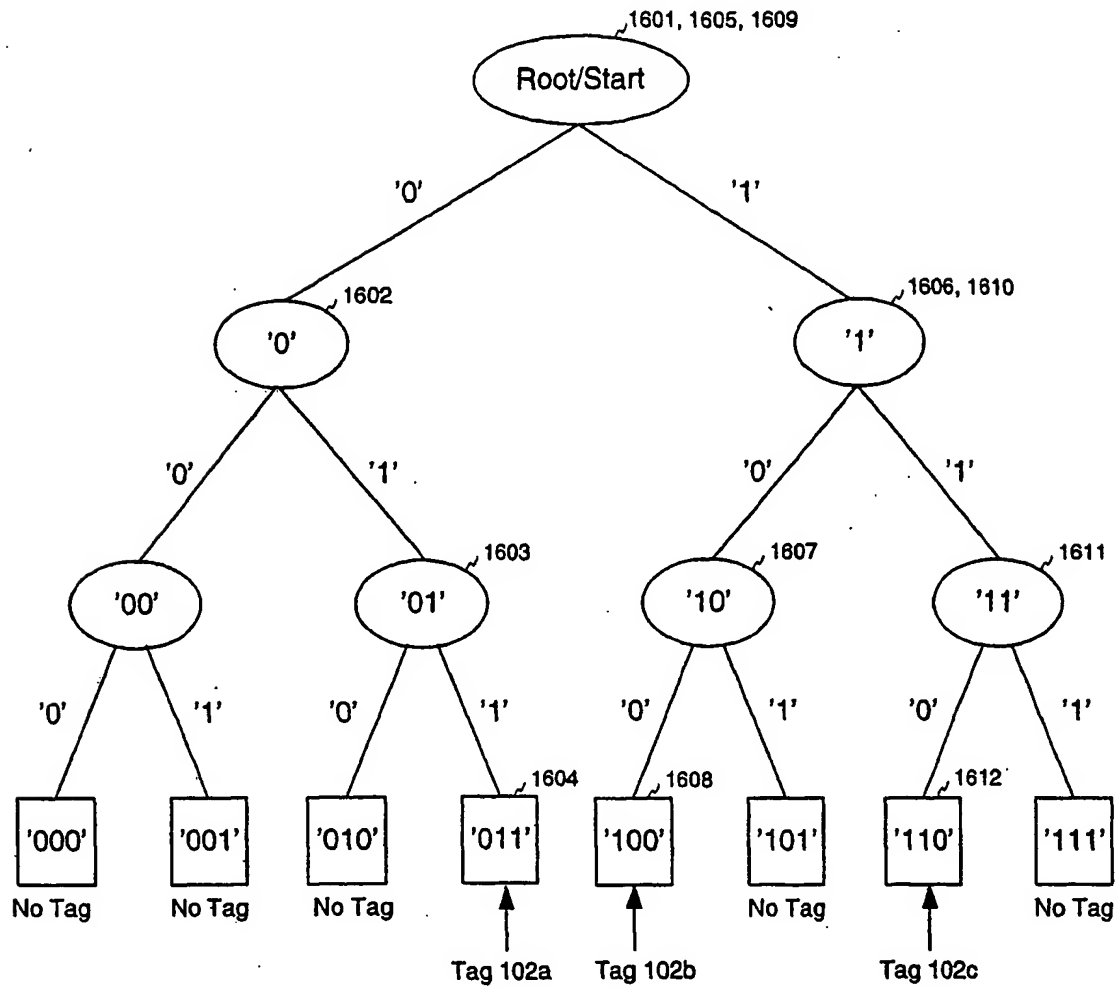 1601, 1605, 1609
Root/Start
'0' '1'
1602 1606, 1610
'0' '1'
'0' '1' '0' '1'
1603 1607 1611
'00' '01' '10' '11'
'0' '1' '0' '1' '0' '1' '0' '1'
1604 1608 1612
'000' '001' '010' '011' '100' '101' '110' '111'
No Tag No Tag No Tag No Tag No Tag
Tag 102a Tag 102b Tag 102c